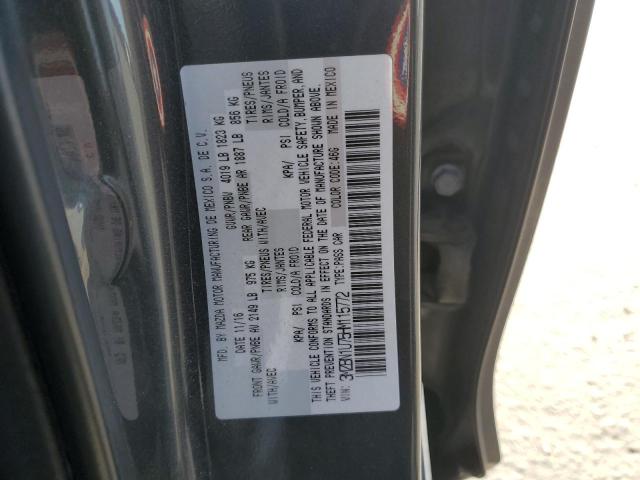 MFD. BY MAZDA MOTOR MANUFACTURING DE MEXICO S.A. DE C.V.
DATE 11/16 GVWR/PNBV 4019 LB 1823 KG
FRONT GAWR/PNBE AV 2149 LB 975 KG REAR GAWR/PNBE AR 1887 LB 856 KG
WITH/AVEC TIRES/PNEUS WITH/AVEC TIRES/PNEUS
RIMS/JANTES RIMS/JANTES
KPA/ PSI COLD/A FROID KPA/ PSI COLD/A FROID
THIS VEHICLE CONFORMS TO ALL APPLICABLE FEDERAL MOTOR VEHICLE SAFETY, BUMPER, AND
THEFT PREVENTION STANDARDS IN EFFECT ON THE DATE OF MANUFACTURE SHOWN ABOVE.
COLOR CODE:46G MADE IN MEXICO
VIN: TYPE:PASS CAR